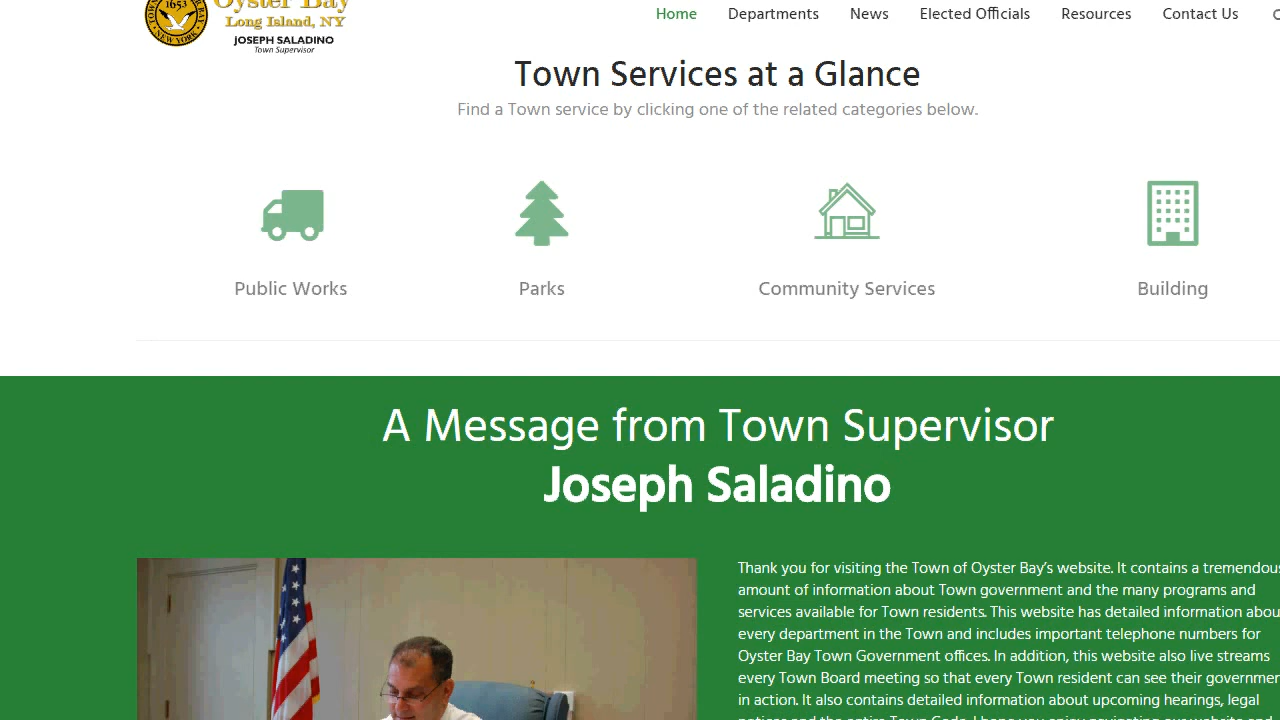 1653
Oyster Bay
Long Island, NY
JOSEPH SALADINO
Town Supervisor
Home Departments News Elected Officials Resources Contact Us
Town Services at a Glance
Find a Town service by clicking one of the related categories below.
Public Works Parks Community Services Building
A Message from Town Supervisor
Joseph Saladino
Thank you for visiting the Town of Oyster Bay’s website. It contains a tremendous
amount of information about Town government and the many programs and
services available for Town residents. This website has detailed information abou
every department in the Town and includes important telephone numbers for
Oyster Bay Town Government offices. In addition, this website also live streams
every Town Board meeting so that every Town resident can see their governmen
in action. It also contains detailed information about upcoming hearings, legal